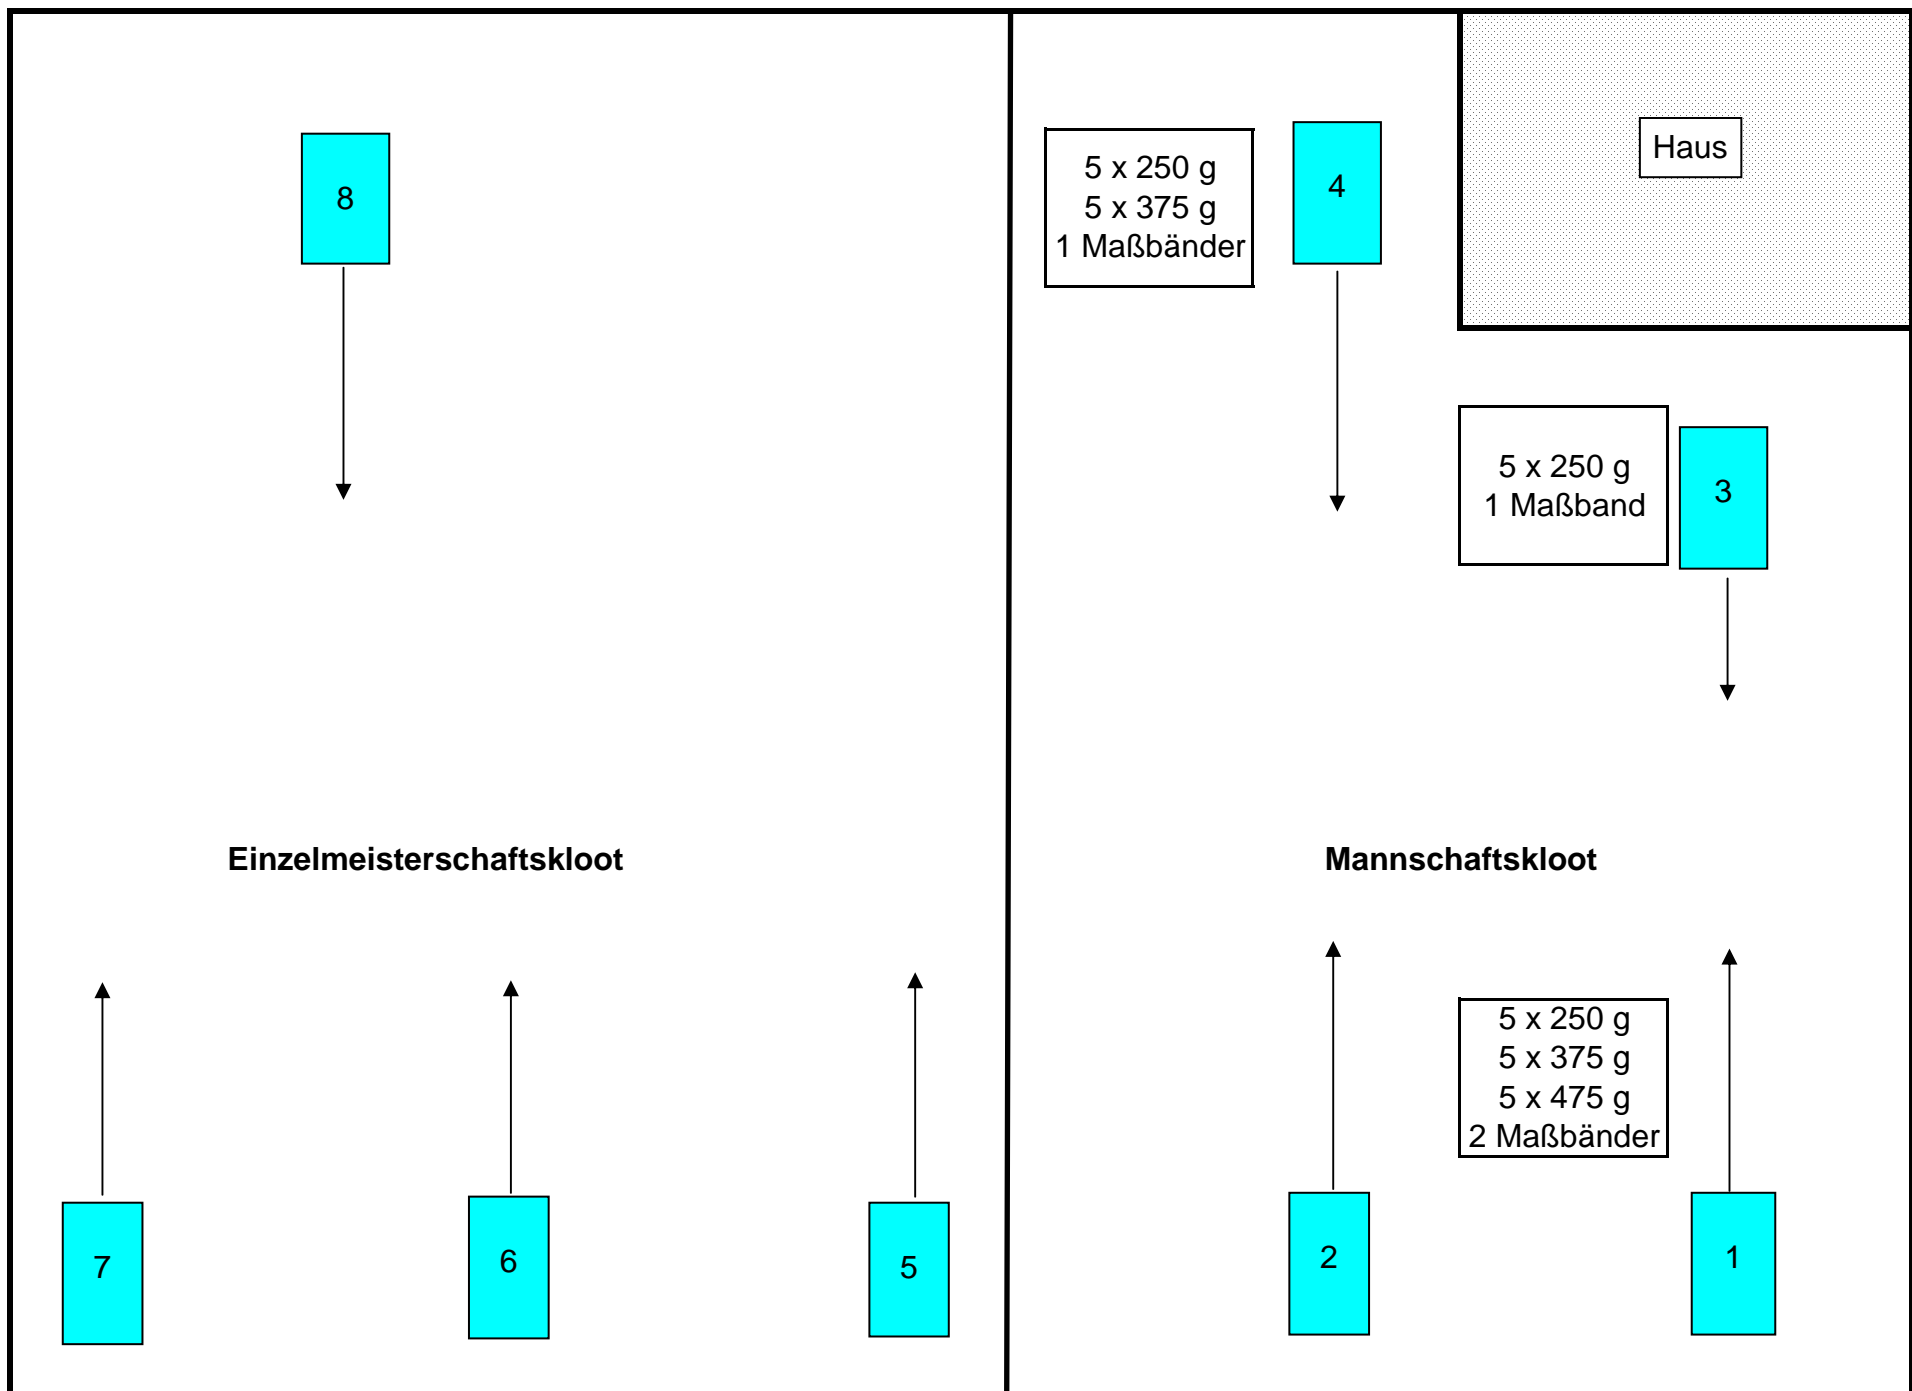 8
5 x 250 g
5 x 375 g
1 Maßbänder
4
Haus
5 x 250 g
1 Maßband
3
Einzelmeisterschaftskloot
Mannschaftskloot
5 x 250 g
5 x 375 g
5 x 475 g
2 Maßbänder
7
6
5
2
1